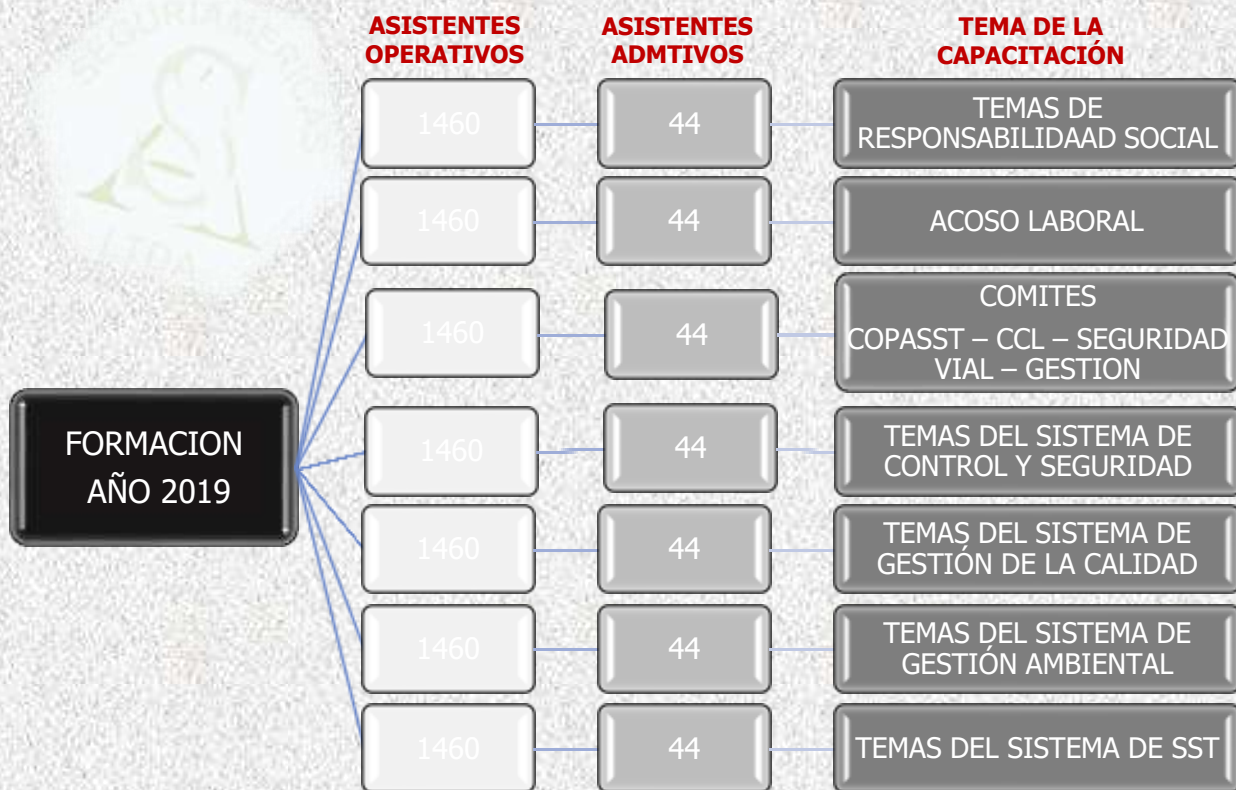 ASISTENTES
OPERATIVOS
ASISTENTES
ADMTIVOS
TEMA DE LA
CAPACITACIÓN
FORMACION
AÑO 2019
1460
44
TEMAS DE
RESPONSABILIDAAD SOCIAL
1460
44
ACOSO LABORAL
1460
44
COMITES
COPASST – CCL – SEGURIDAD
VIAL – GESTION
1460
44
TEMAS DEL SISTEMA DE
CONTROL Y SEGURIDAD
1460
44
TEMAS DEL SISTEMA DE
GESTIÓN DE LA CALIDAD
1460
44
TEMAS DEL SISTEMA DE
GESTIÓN AMBIENTAL
1460
44
TEMAS DEL SISTEMA DE SST